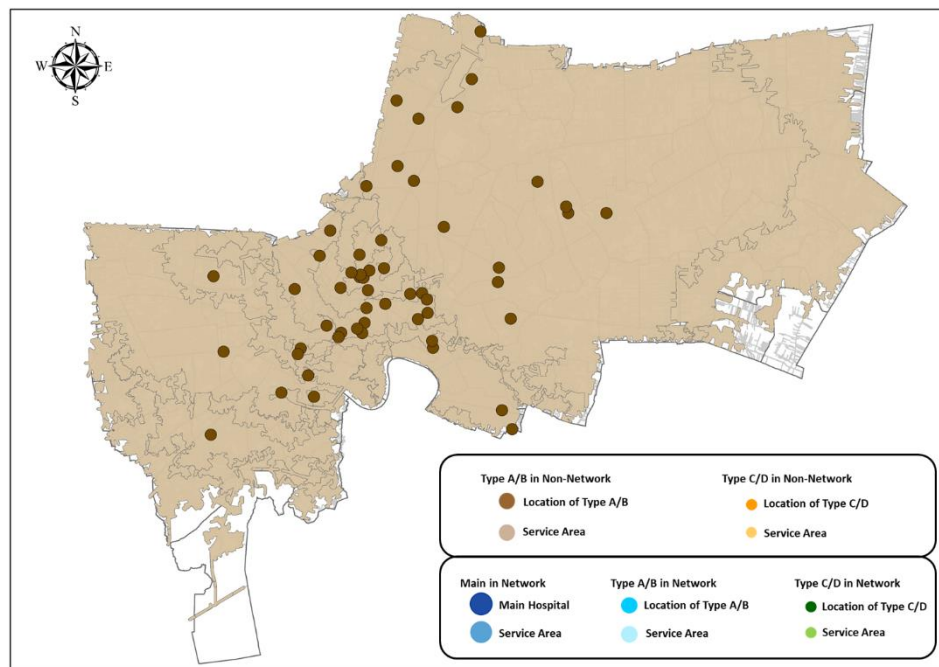 N
W E
S
Type A/B in Non-Network Type C/D in Non-Network
Location of Type A/B Location of Type C/D
Service Area Service Area
Main in Network Type A/B in Network Type C/D in Network
Main Hospital Location of Type A/B Location of Type C/D
Service Area Service Area Service Area